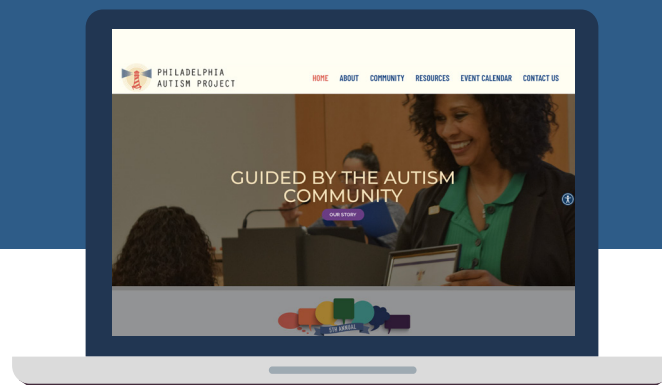 PHILADELPHIA
AUTISM PROJECT
HOME ABOUT COMMUNITY RESOURCES EVENT CALENDAR CONTACT US
GUIDED BY THE AUTISM
COMMUNITY
OUR STORY
5TH ANNUAL